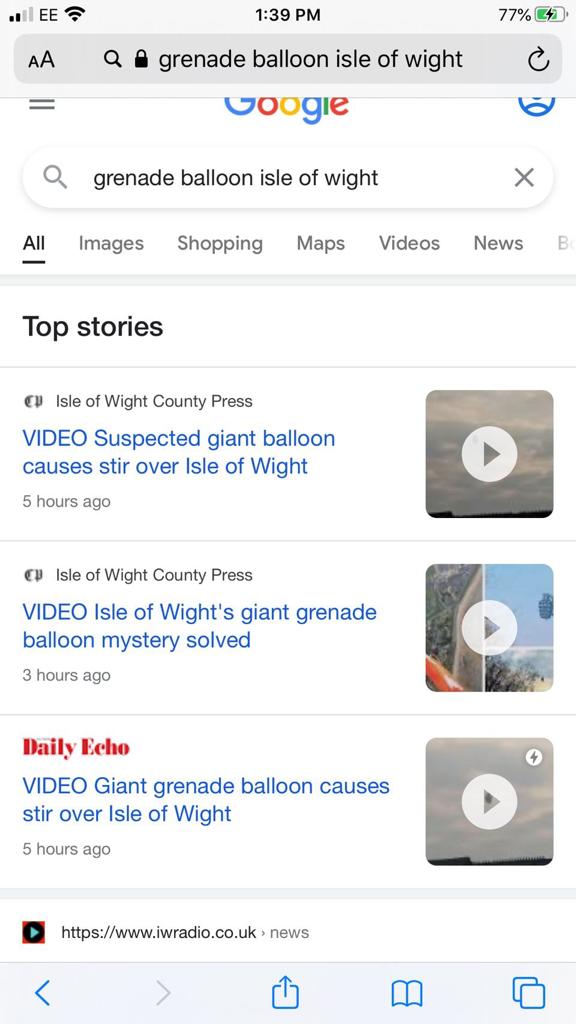 EE 1:39 PM 77%
AA grenade balloon isle of wight
Google
grenade balloon isle of wight
All Images Shopping Maps Videos News
Top stories
Isle of Wight County Press
VIDEO Suspected giant balloon
causes stir over Isle of Wight
5 hours ago
Isle of Wight County Press
VIDEO Isle of Wight's giant grenade
balloon mystery solved
3 hours ago
Daily Echo
VIDEO Giant grenade balloon causes
stir over Isle of Wight
5 hours ago
https://www.iwradio.co.uk › news